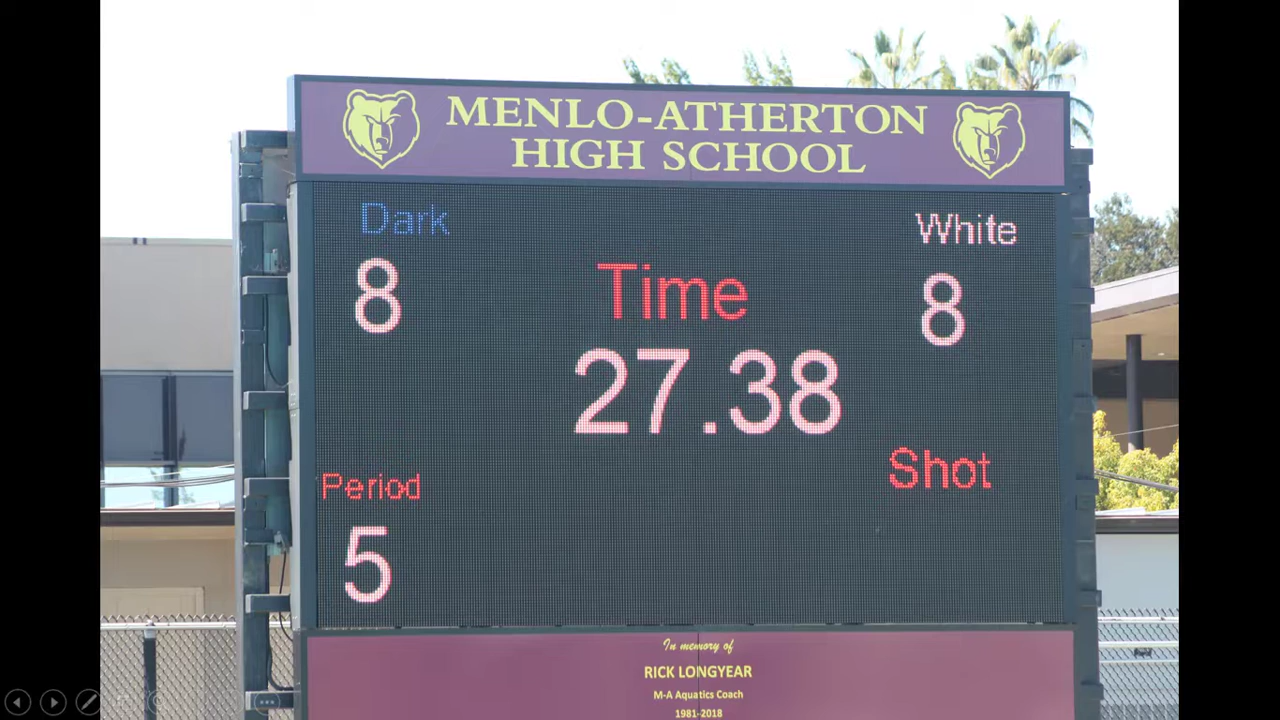 MENLO-ATHERTON
HIGH SCHOOL
Dark
White
8
Time
8
27.38
Shot
Period
5
In memory of
RICK LONGYEAR
M-A Aquatics Coach
1981-2018